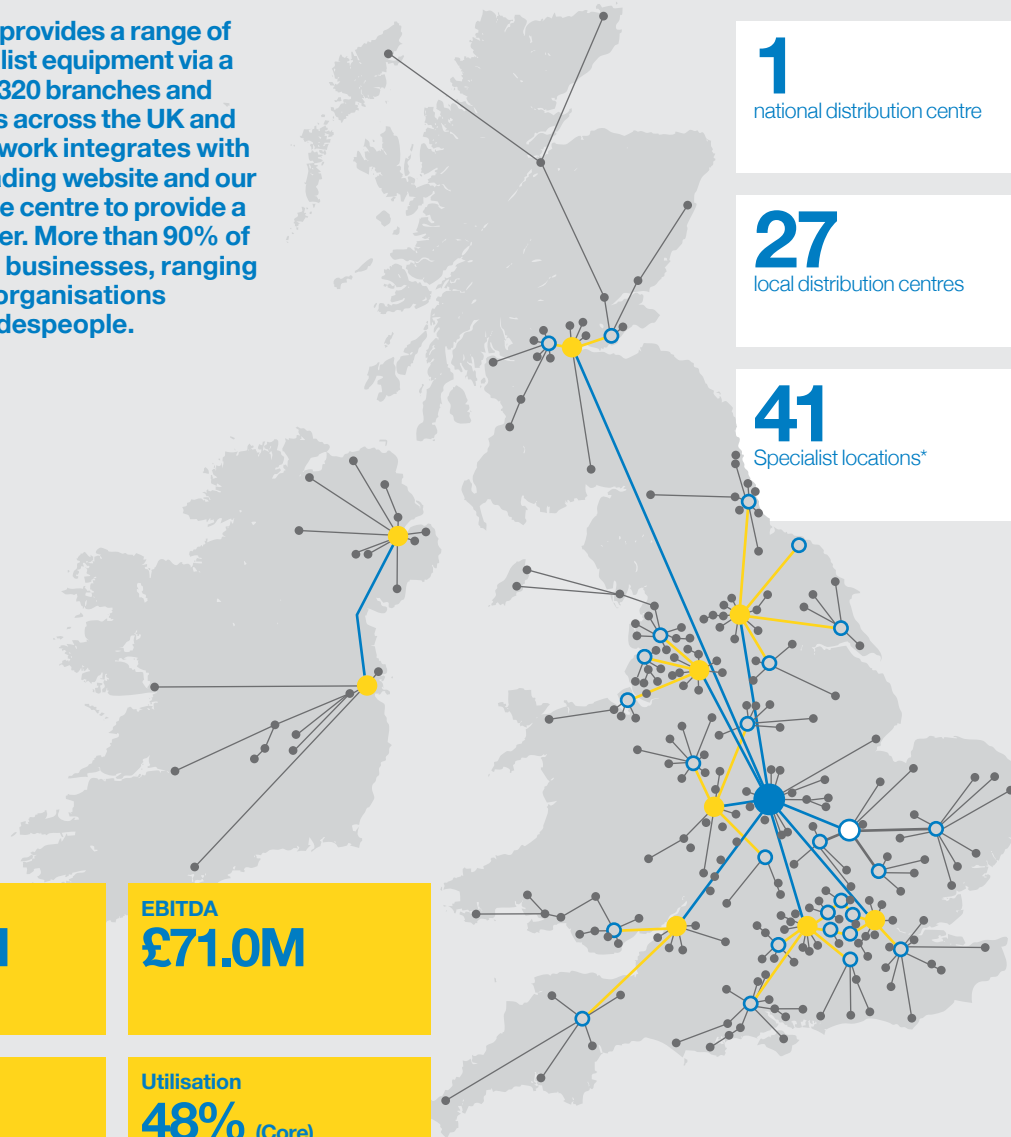 provides a range of
list equipment via a
320 branches and
s across the UK and
work integrates with
ding website and our
e centre to provide a
er. More than 90% of
businesses, ranging
organisations
despeople.
1
national distribution centre
27
local distribution centres
41
Specialist locations*
EBITDA
£71.0M
Utilisation
48% (Core)